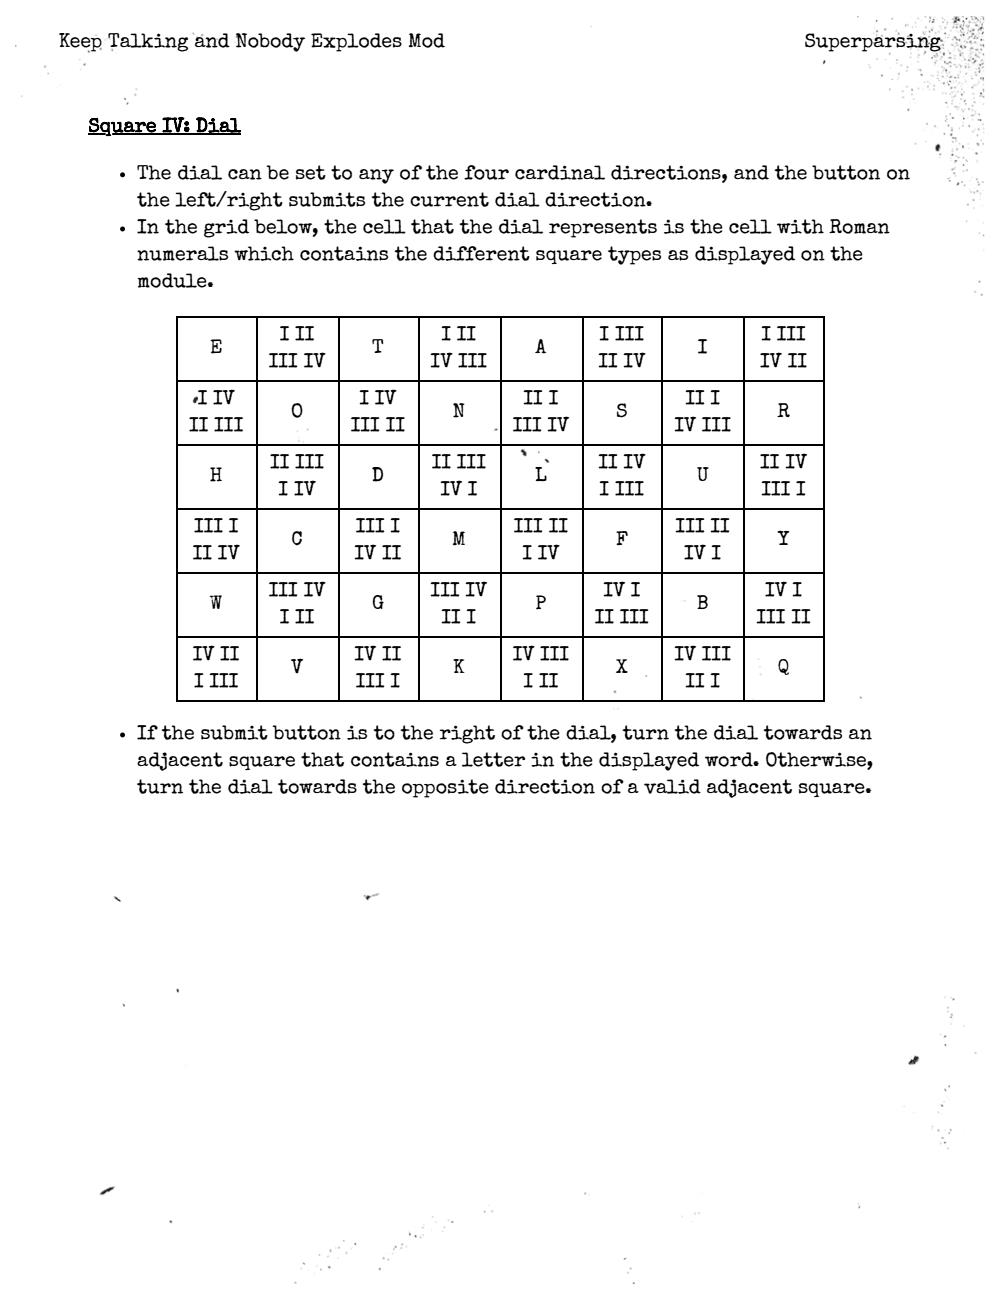 Keep Talking and Nobody Explodes Mod Superparsing
Square IV: Dial
• The dial can be set to any of the four cardinal directions, and the button on
the left/right submits the current dial direction.
• In the grid below, the cell that the dial represents is the cell with Roman
numerals which contains the different square types as displayed on the
module.
E I II T I II A I III I I III
III IV IV III II IV IV II
I IV O I IV N II I S II I R
II III III II III IV IV III
H II III D II III L II IV U II IV
I IV IV I I III III I
III I C III I M III II F III II Y
II IV IV II I IV IV I
W III IV G III IV P IV I B IV I
I II II I II III III II
IV II V IV II K IV III X IV III Q
I III III I I II II I
• If the submit button is to the right of the dial, turn the dial towards an
adjacent square that contains a letter in the displayed word. Otherwise,
turn the dial towards the opposite direction of a valid adjacent square.